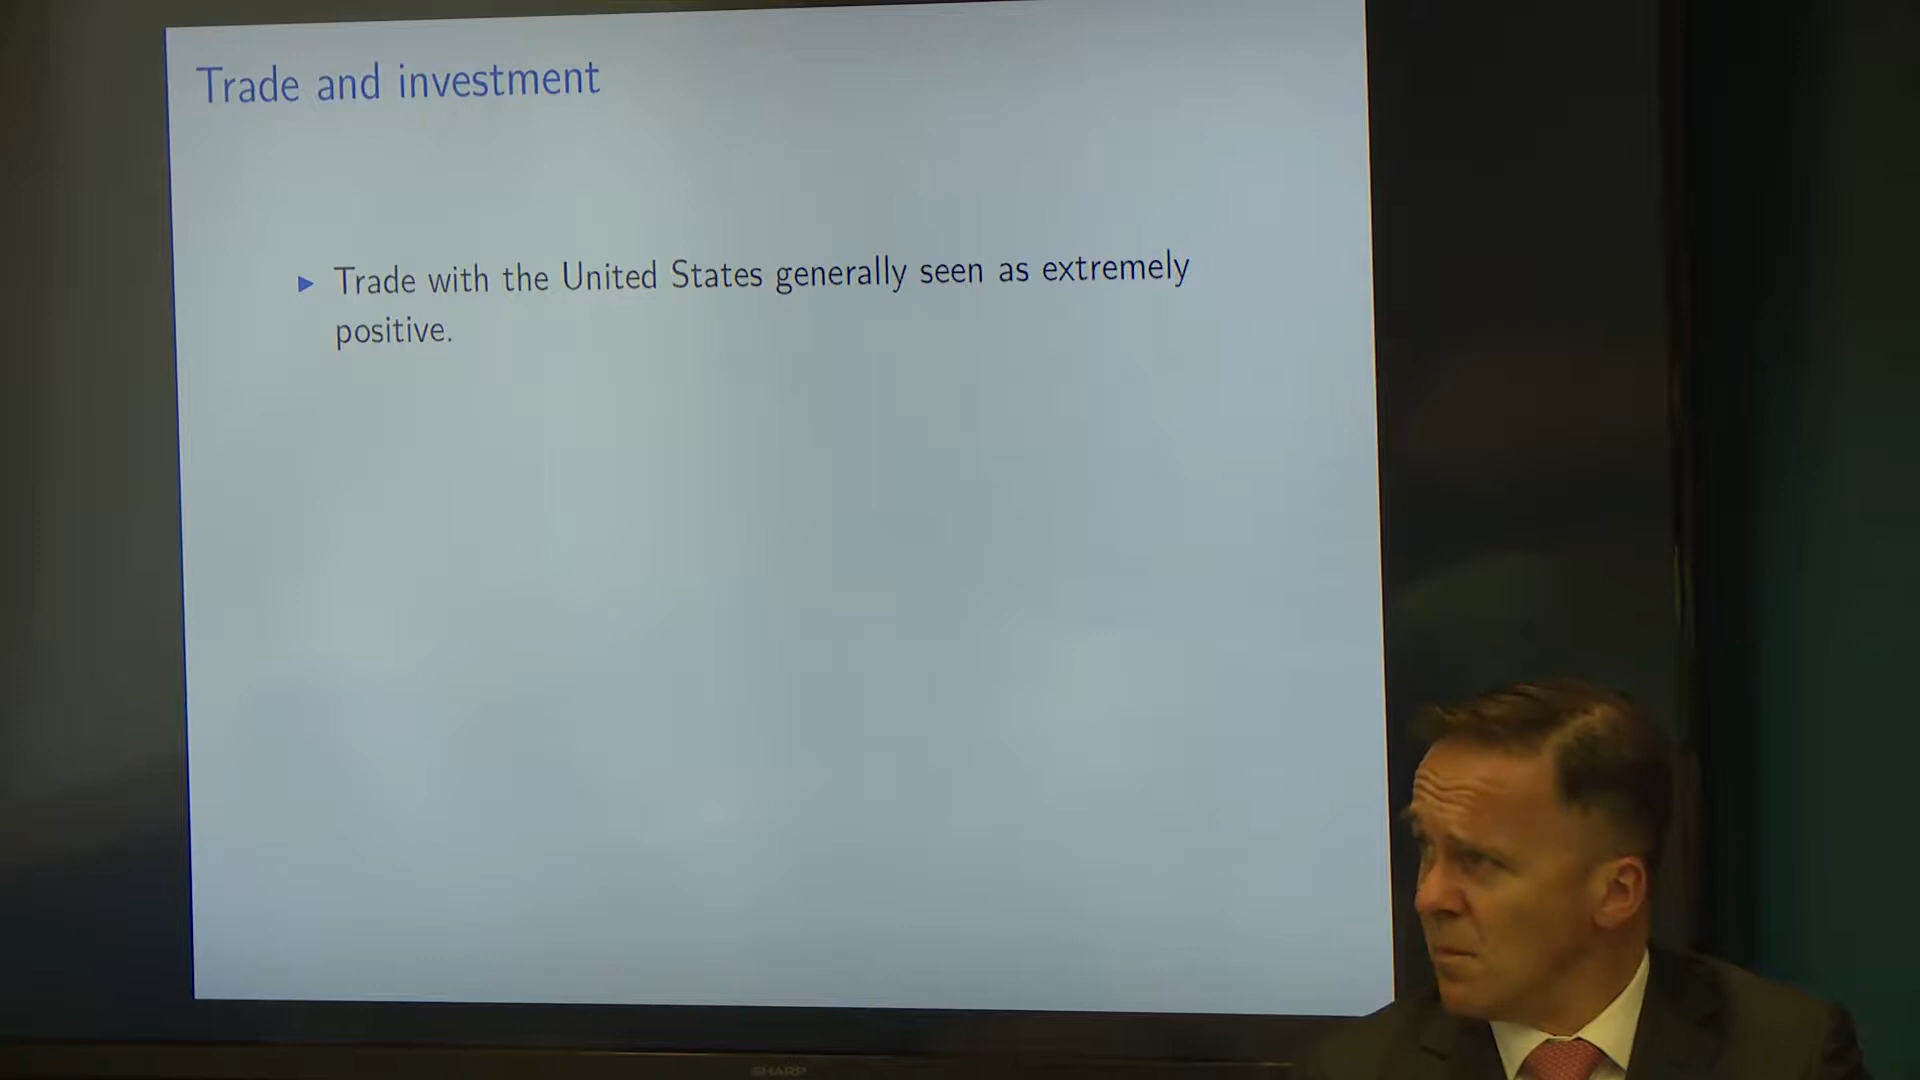 Trade and investment
▶ Trade with the United States generally seen as extremely
positive.
SHARP